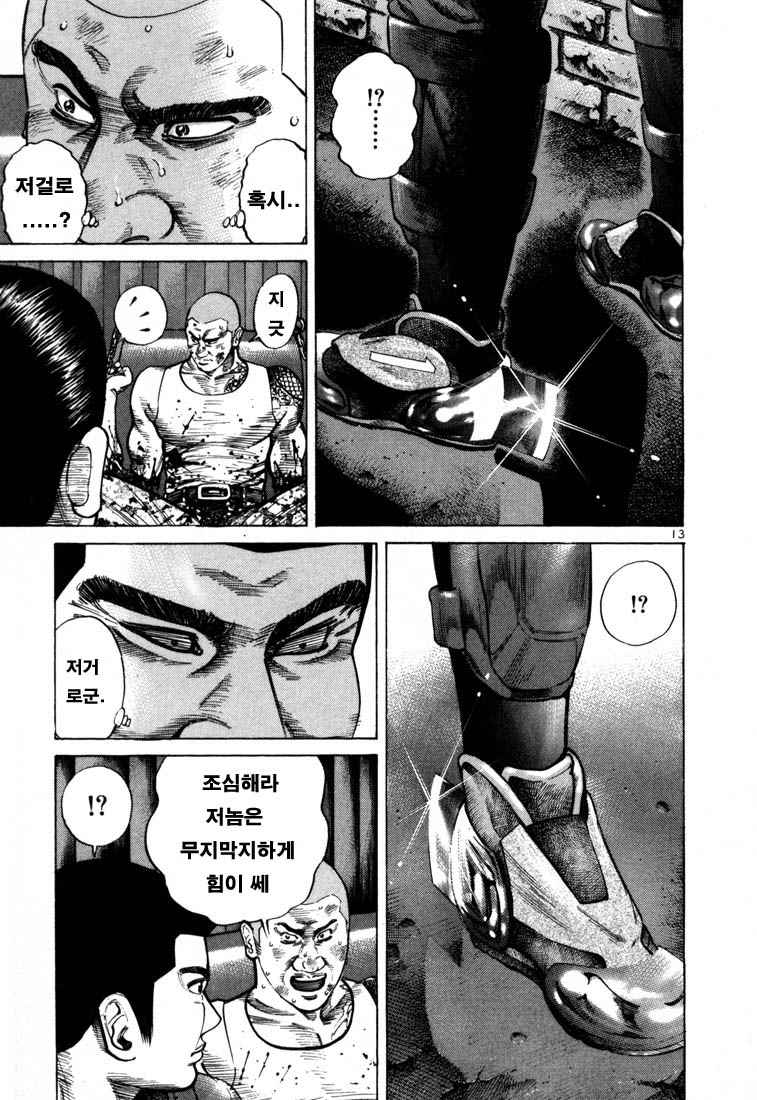 !?
……
혹시..
저걸로
.....?
지
긋
13
!?
저거
로군.
조심해라
저놈은
무지막지하게
힘이 쎄
!?